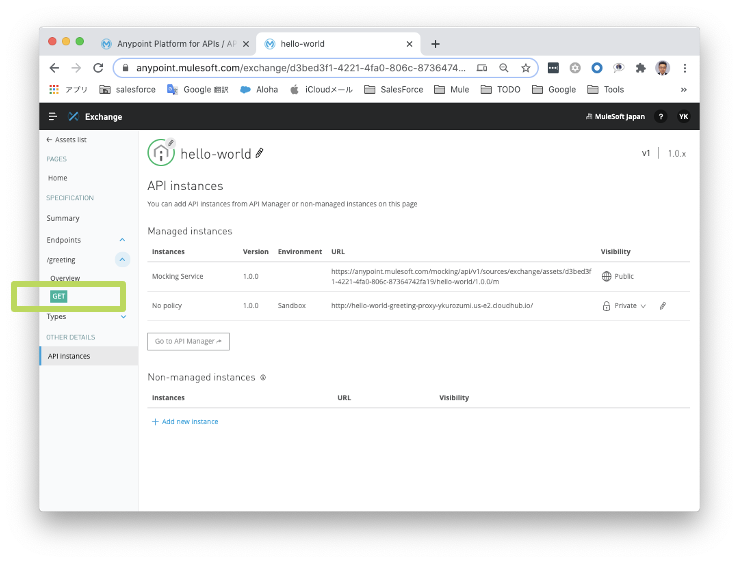 Anypoint Platform for APIs / AP
hello-world
anypoint.mulesoft.com/exchange/d3bed3f1-4221-4fa0-806c-8736474...
アプリ
salesforce
Google 翻訳
Aloha
iCloudメール
SalesForce
Mule
TODO
Google
Tools
Exchange
MuleSoft Japan
?
YK
← Assets list
PAGES
Home
SPECIFICATION
Summary
Endpoints
/greeting
Overview
GET
Types
OTHER DETAILS
API instances
hello-world
v1
1.0.x
API instances
You can add API instances from API Manager or non-managed instances on this page
Managed instances
Instances Version Environment URL Visibility
Mocking Service 1.0.0 https://anypoint.mulesoft.com/mocking/api/v1/sources/exchange/assets/d3bed3f
1-4221-4fa0-806c-87364742fa19/hello-world/1.0.0/m Public
No policy 1.0.0 Sandbox http://hello-world-greeting-proxy-ykurozumi.us-e2.cloudhub.io/ Private
Go to API Manager
Non-managed instances
Instances URL Visibility
+ Add new instance